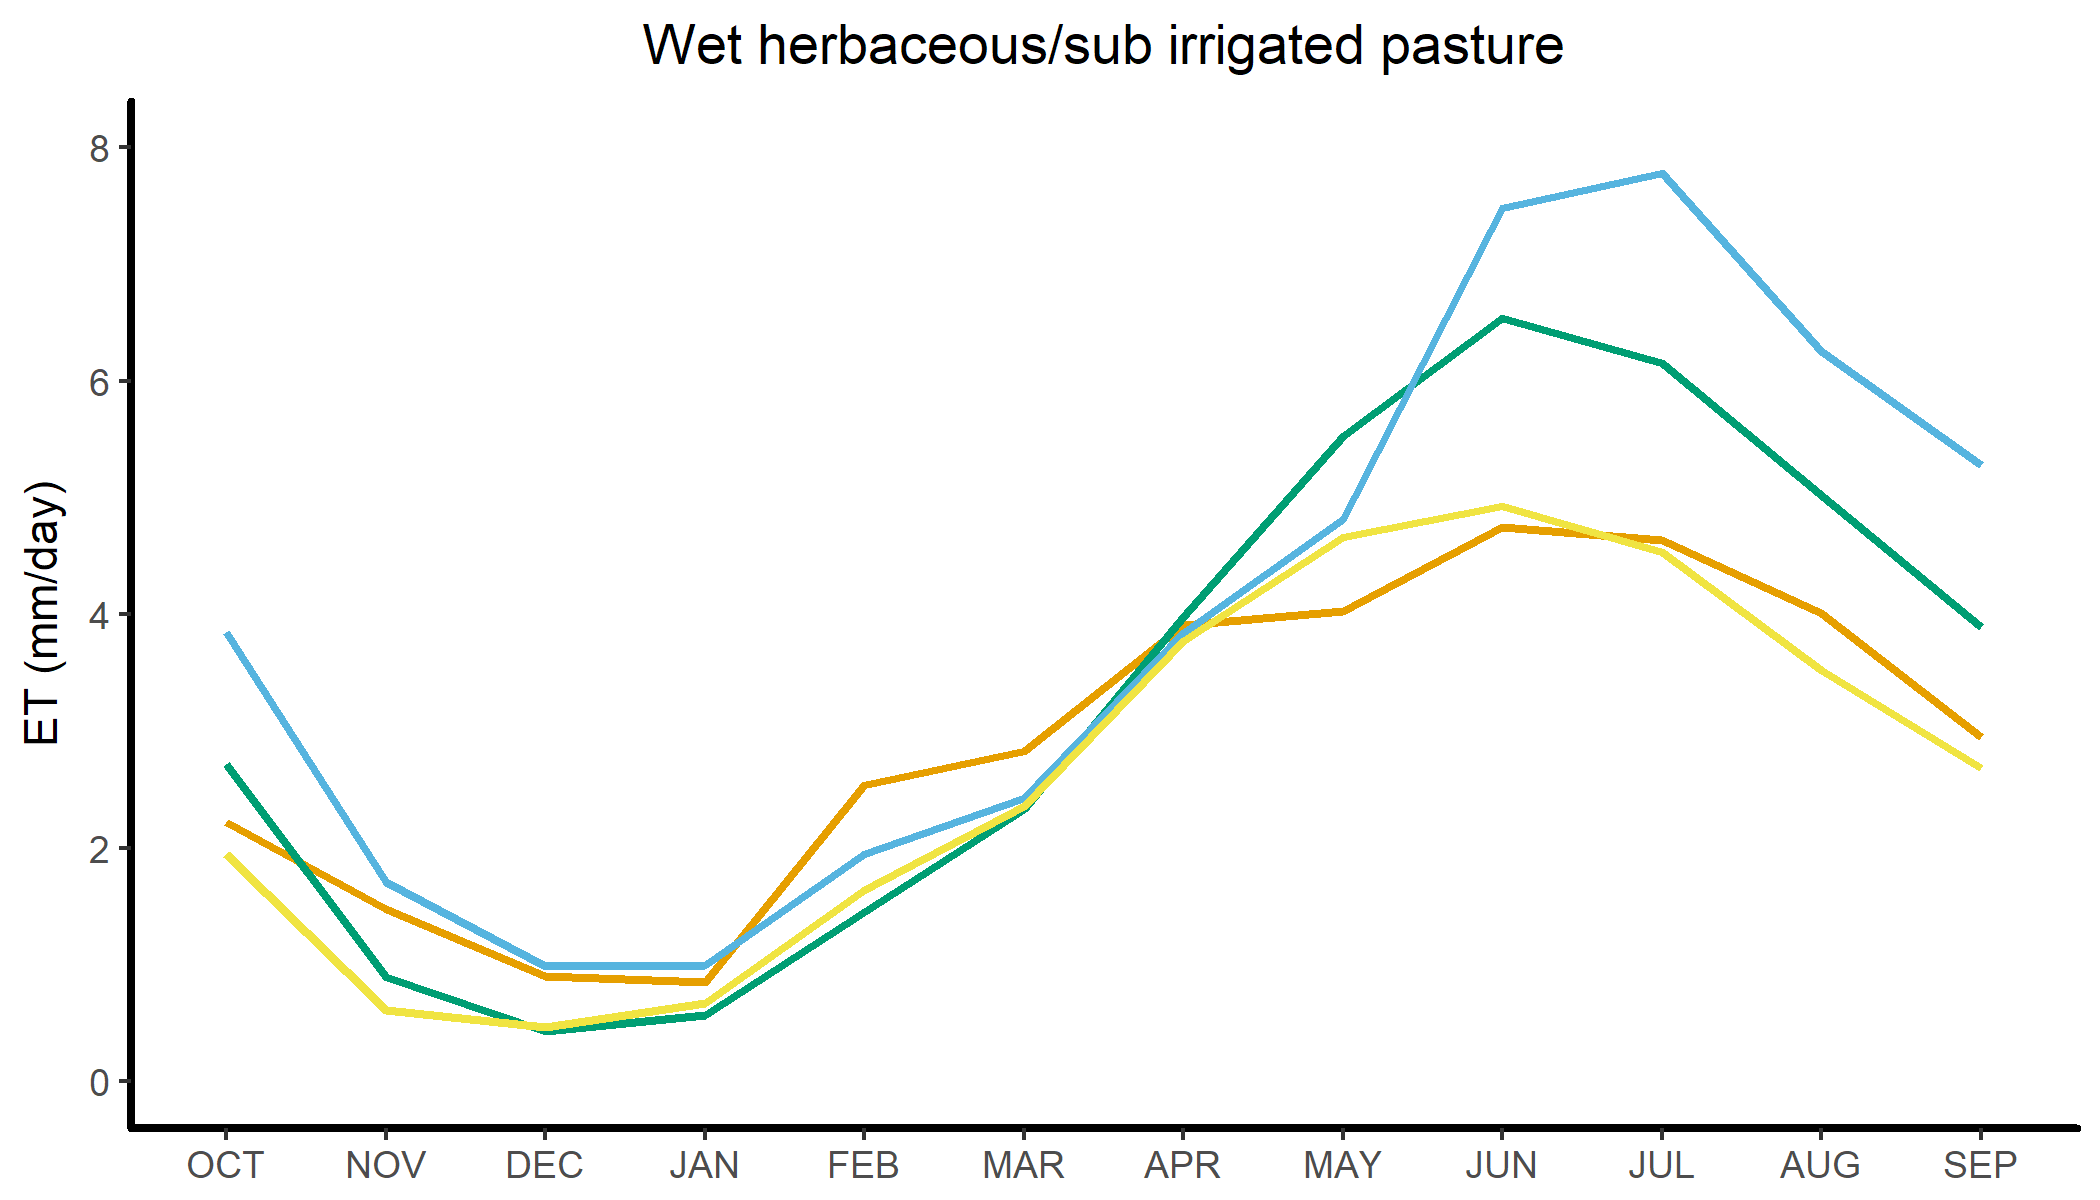 Wet herbaceous/sub irrigated pasture
8
6
4
2
0
ET (mm/day)
OCT NOV DEC JAN FEB MAR APR MAY JUN JUL AUG SEP